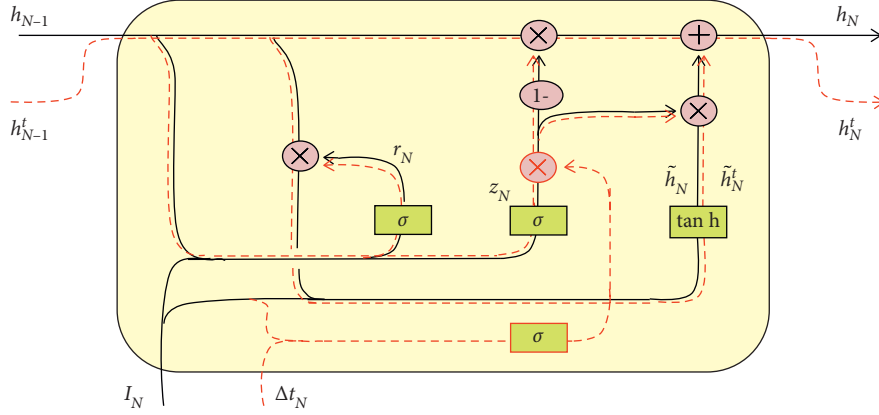 h_{N-1} h_N
h^t_{N-1} 1- h^t_N
r_N
z_N h̃_N h̃^t_N
σ σ tan h
σ
I_N Δt_N